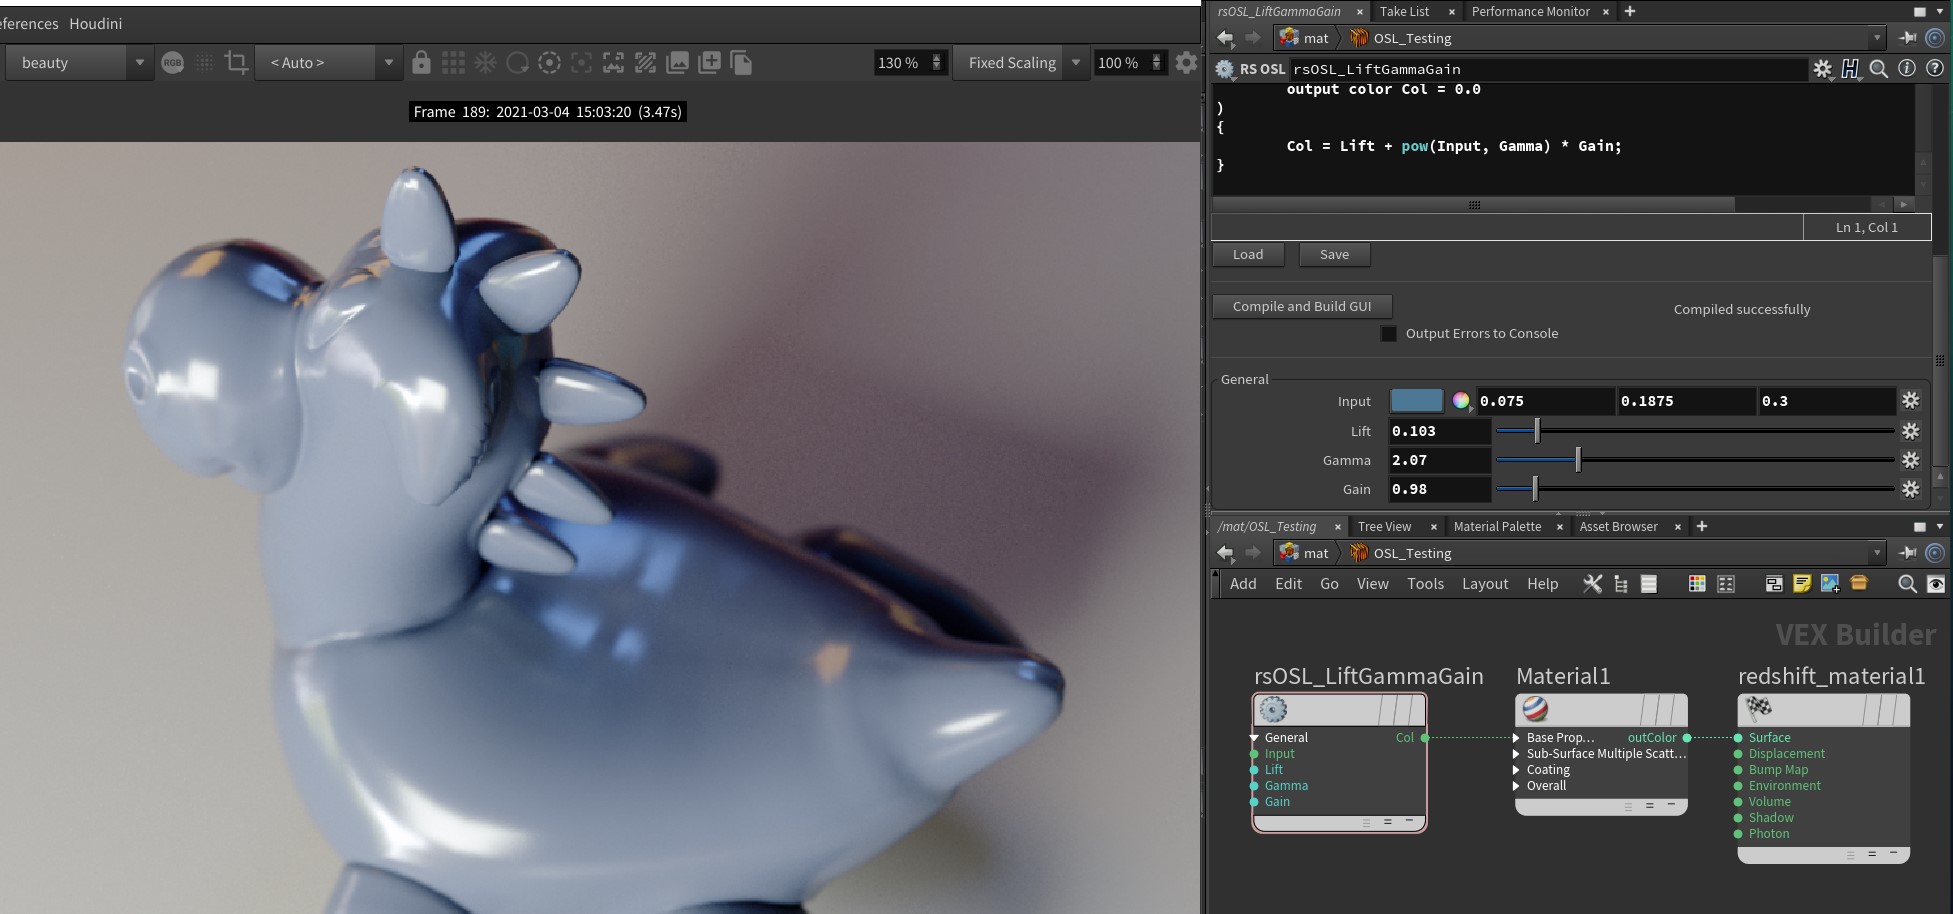 eferences Houdini
beauty
RGB
< Auto >
130 %
Fixed Scaling
100 %
Frame 189: 2021-03-04 15:03:20 (3.47s)
rsOSL_LiftGammaGain
Take List
Performance Monitor
mat
OSL_Testing
RS OSL
rsOSL_LiftGammaGain
output color Col = 0.0
)
{
Col = Lift + pow(Input, Gamma) * Gain;
}
Ln 1, Col 1
Load
Save
Compile and Build GUI
Compiled successfully
Output Errors to Console
General
Input 0.075 0.1875 0.3
Lift 0.103
Gamma 2.07
Gain 0.98
/mat/OSL_Testing
Tree View
Material Palette
Asset Browser
mat
OSL_Testing
Add Edit Go View Tools Layout Help
VEX Builder
rsOSL_LiftGammaGain
General
Col
Input
Lift
Gamma
Gain
Material1
Base Prop...
outColor
Sub-Surface Multiple Scatt...
Coating
Overall
redshift_material1
Surface
Displacement
Bump Map
Environment
Volume
Shadow
Photon